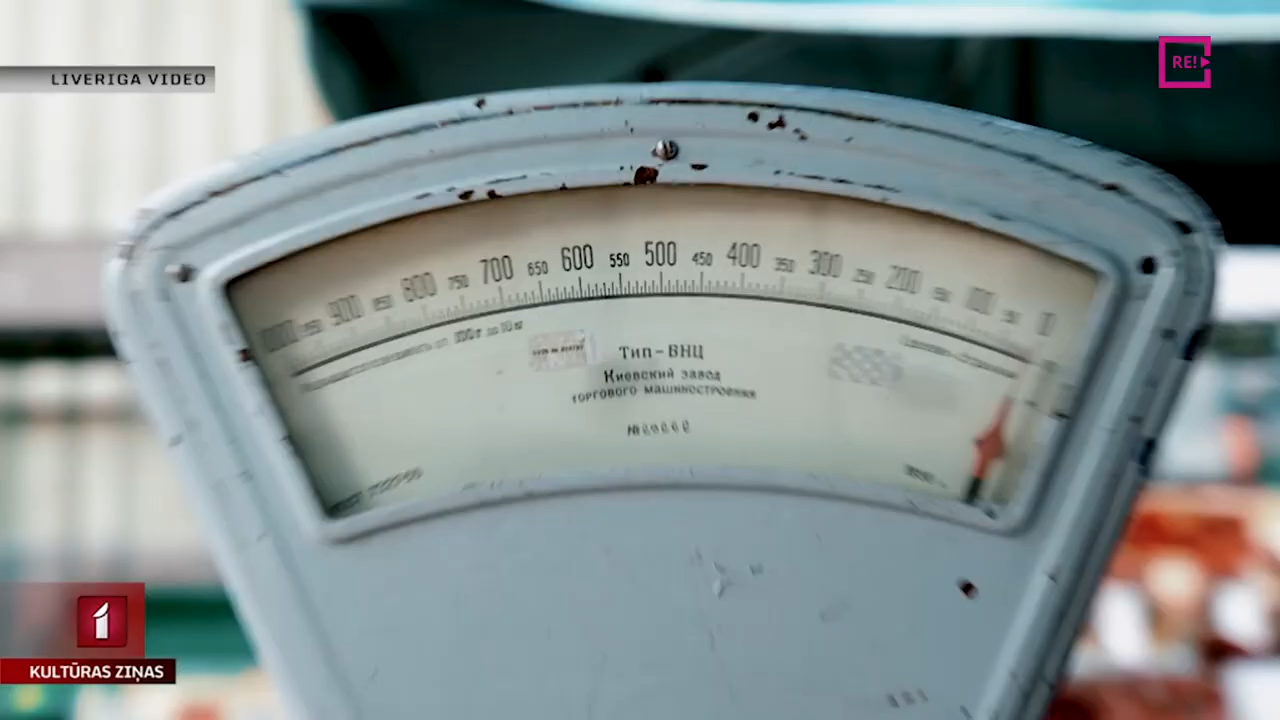 LIVERIGA VIDEO
RE!
1000 950 900 850 800 750 700 650 600 550 500 450 400 350 300 250 200 150 100 50 0
Тип-ВНЦ
Киевский завод
торгового машиностроения
1
KULTŪRAS ZIŅAS